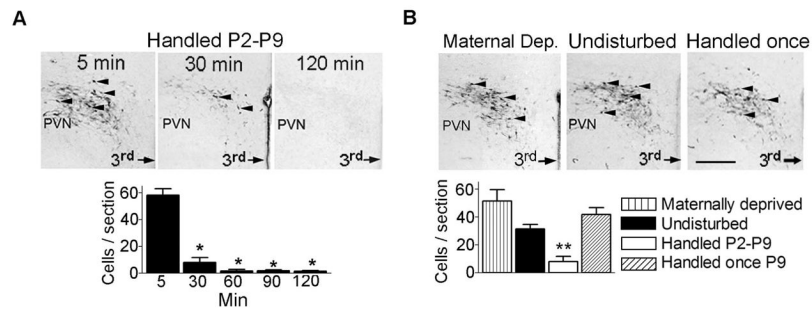 A
Handled P2-P9
5 min
30 min
120 min
PVN
PVN
PVN
3rd
3rd
3rd
Cells / section
60
40
20
0
*
*
*
*
5
30
60
90
120
Min
B
Maternal Dep.
Undisturbed
Handled once
PVN
PVN
PVN
3rd
3rd
3rd
Cells / section
60
40
20
0
**
Maternally deprived
Undisturbed
Handled P2-P9
Handled once P9